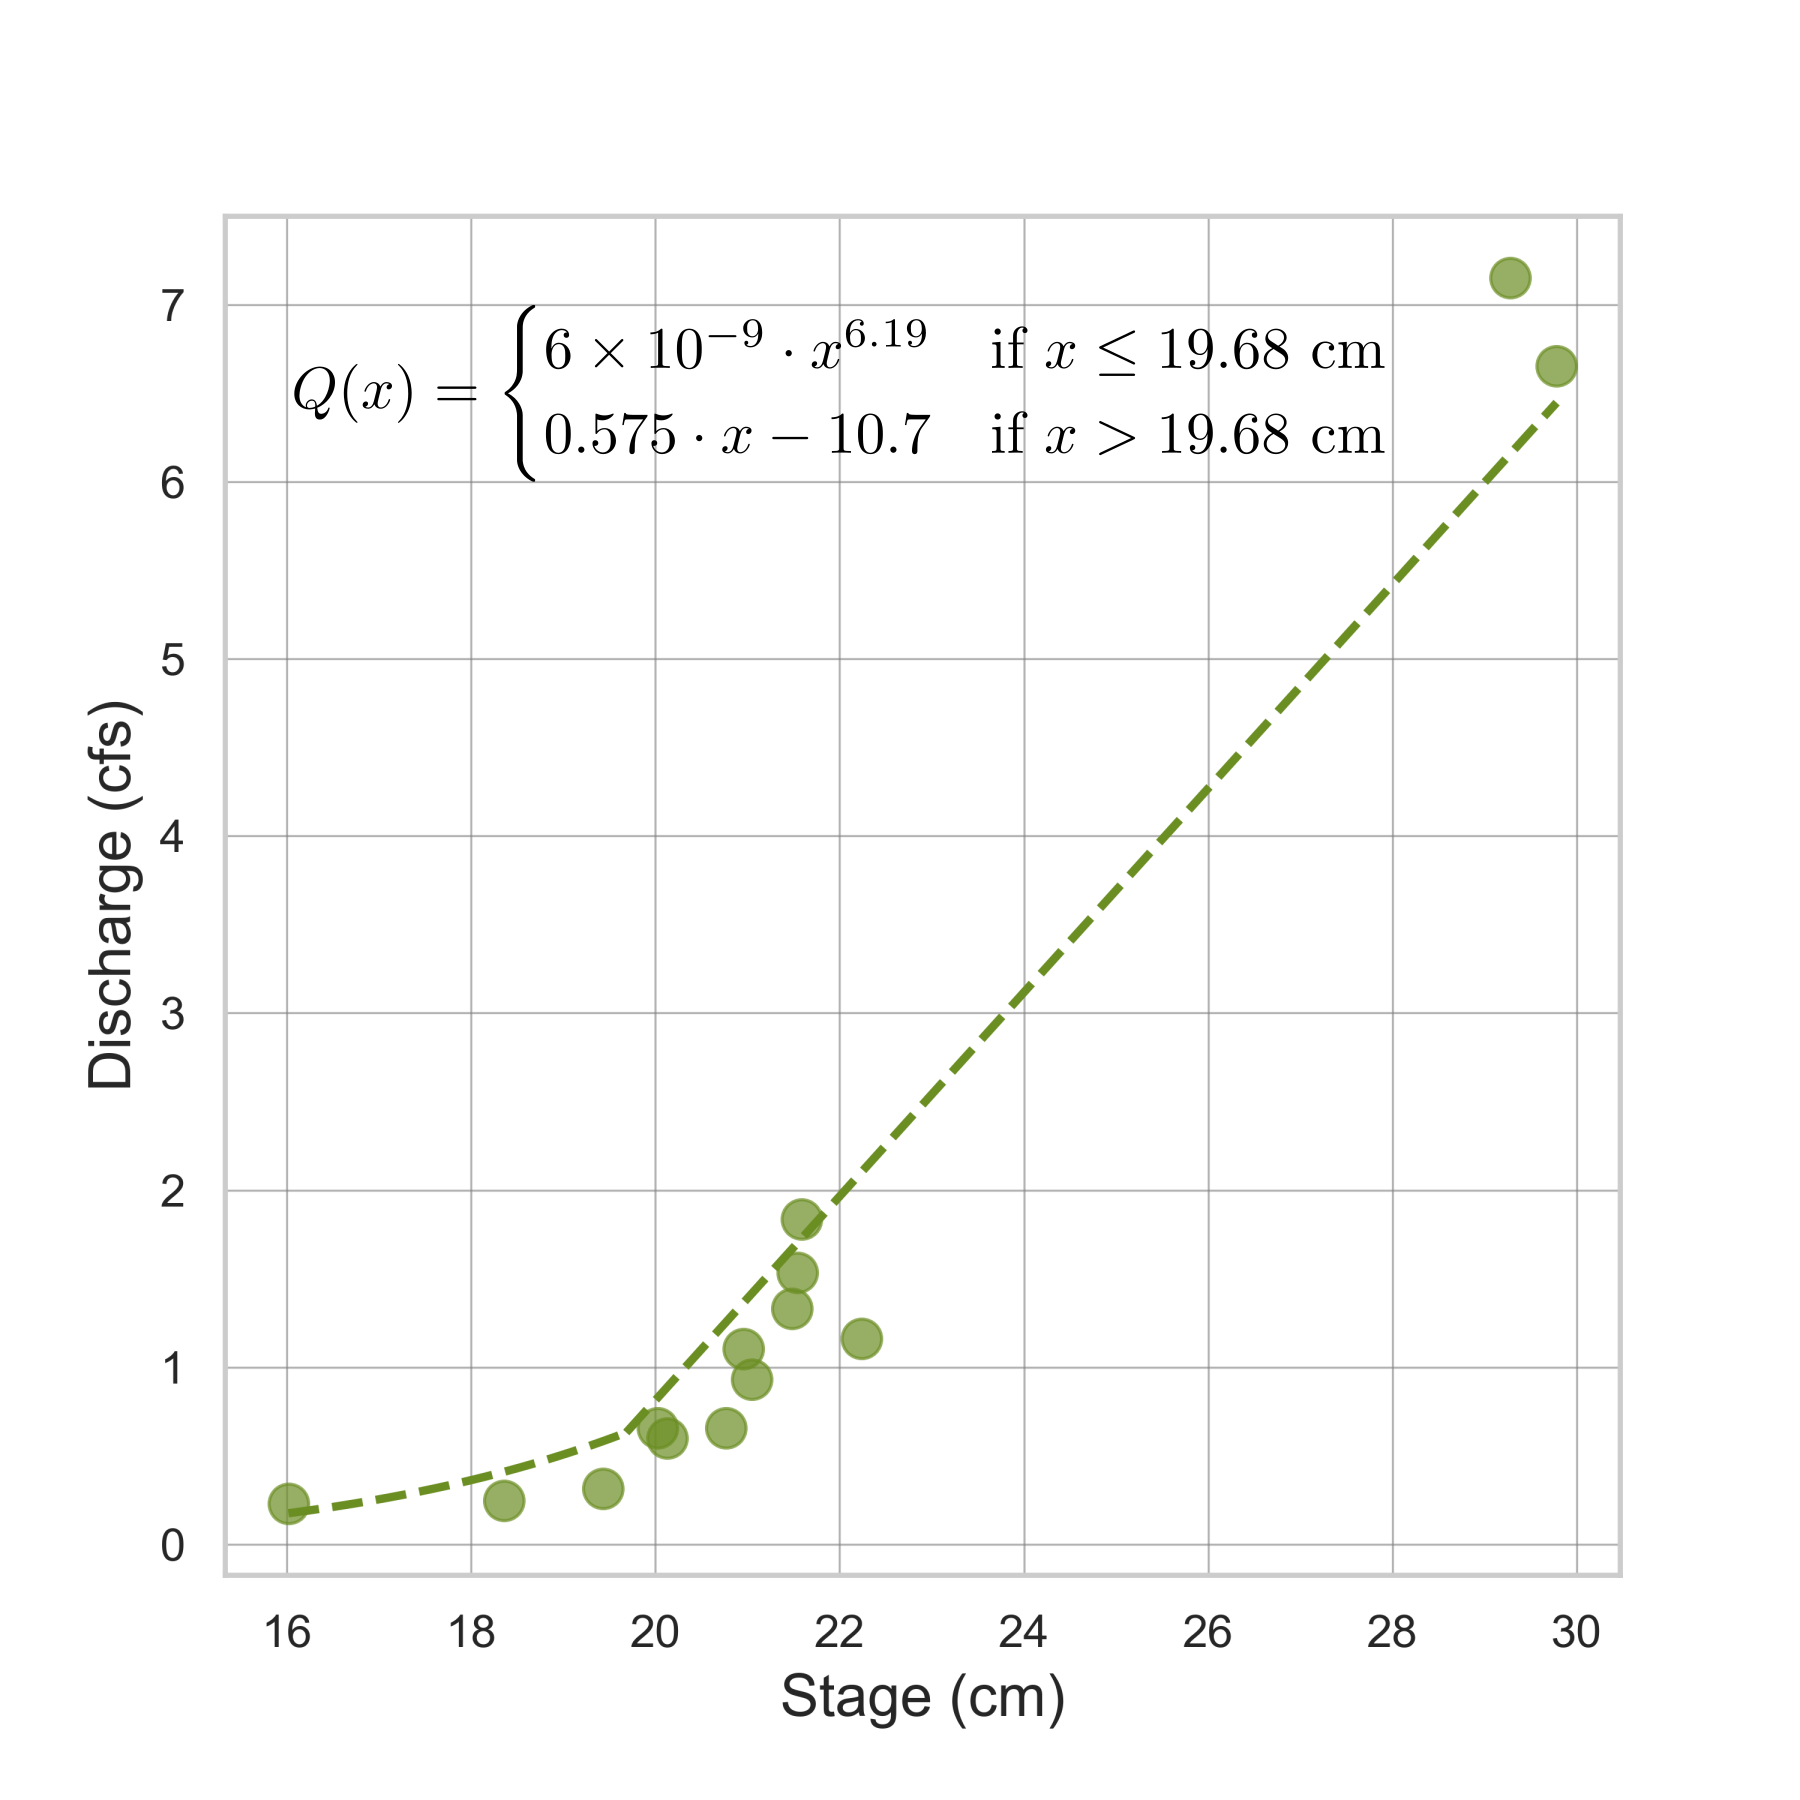 7
6
5
4
3
2
1
0
Discharge (cfs)
Q(x) = { 6 × 10⁻⁹ · x⁶·¹⁹ if x ≤ 19.68 cm
0.575 · x − 10.7 if x > 19.68 cm
16 18 20 22 24 26 28 30
Stage (cm)